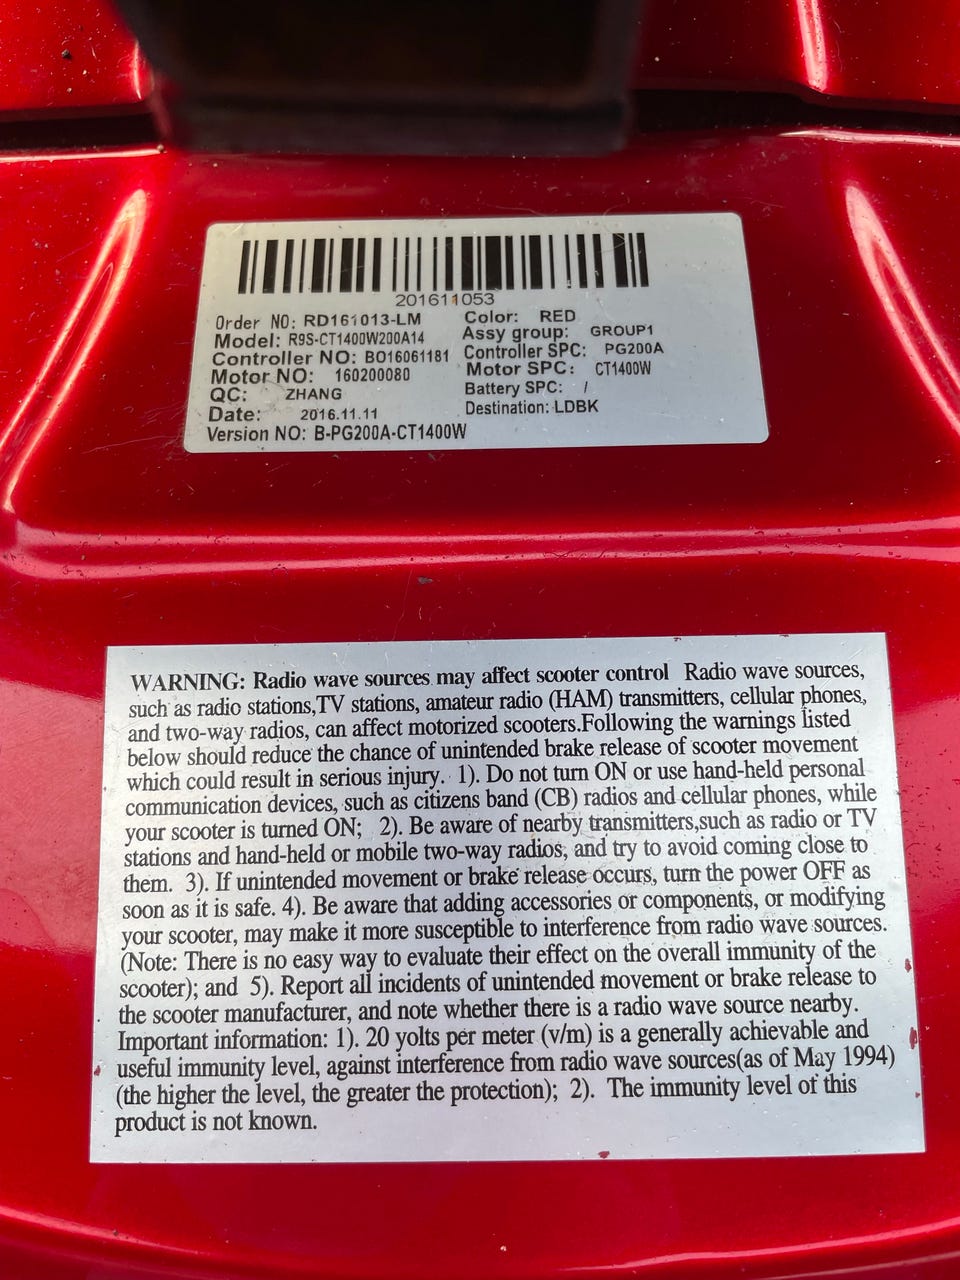 201611053
Order NO: RD161013-LM
Model: R9S-CT1400W200A14
Controller NO: BO16061181
Motor NO: 160200080
QC: ZHANG
Date: 2016.11.11
Version NO: B-PG200A-CT1400W
Color: RED
Assy group: GROUP1
Controller SPC: PG200A
Motor SPC: CT1400W
Battery SPC: /
Destination: LDBK
WARNING: Radio wave sources may affect scooter control Radio wave sources,
such as radio stations,TV stations, amateur radio (HAM) transmitters, cellular phones,
and two-way radios, can affect motorized scooters.Following the warnings listed
below should reduce the chance of unintended brake release of scooter movement
which could result in serious injury. 1). Do not turn ON or use hand-held personal
communication devices, such as citizens band (CB) radios and cellular phones, while
your scooter is turned ON; 2). Be aware of nearby transmitters,such as radio or TV
stations and hand-held or mobile two-way radios, and try to avoid coming close to
them. 3). If unintended movement or brake release occurs, turn the power OFF as
soon as it is safe. 4). Be aware that adding accessories or components, or modifying
your scooter, may make it more susceptible to interference from radio wave sources.
(Note: There is no easy way to evaluate their effect on the overall immunity of the
scooter); and 5). Report all incidents of unintended movement or brake release to
the scooter manufacturer, and note whether there is a radio wave source nearby.
Important information: 1). 20 volts per meter (v/m) is a generally achievable and
useful immunity level, against interference from radio wave sources(as of May 1994)
(the higher the level, the greater the protection); 2). The immunity level of this
product is not known.